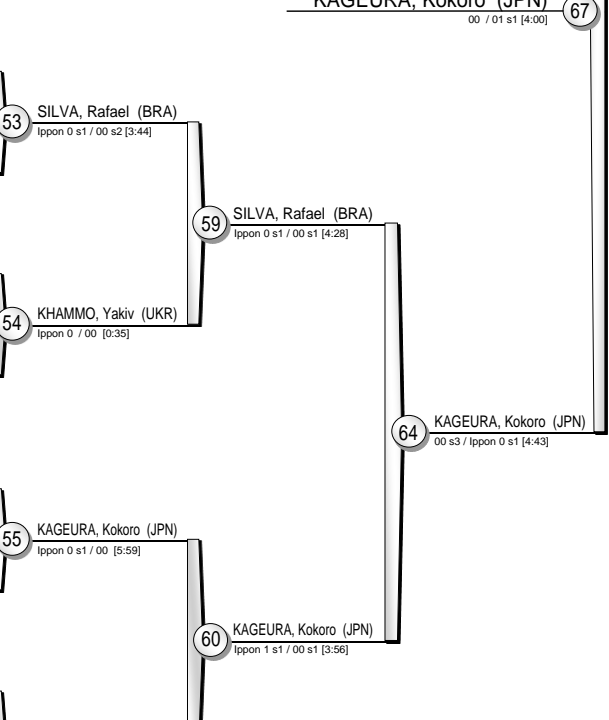 KAGEURA, Kokoro (JPN)
67
00 / 01 s1 [4:00]
53
SILVA, Rafael (BRA)
Ippon 0 s1 / 00 s2 [3:44]
59
SILVA, Rafael (BRA)
Ippon 0 s1 / 00 s1 [4:28]
54
KHAMMO, Yakiv (UKR)
Ippon 0 / 00 [0:35]
64
KAGEURA, Kokoro (JPN)
00 s3 / Ippon 0 s1 [4:43]
55
KAGEURA, Kokoro (JPN)
Ippon 0 s1 / 00 [5:59]
60
KAGEURA, Kokoro (JPN)
Ippon 1 s1 / 00 s1 [3:56]